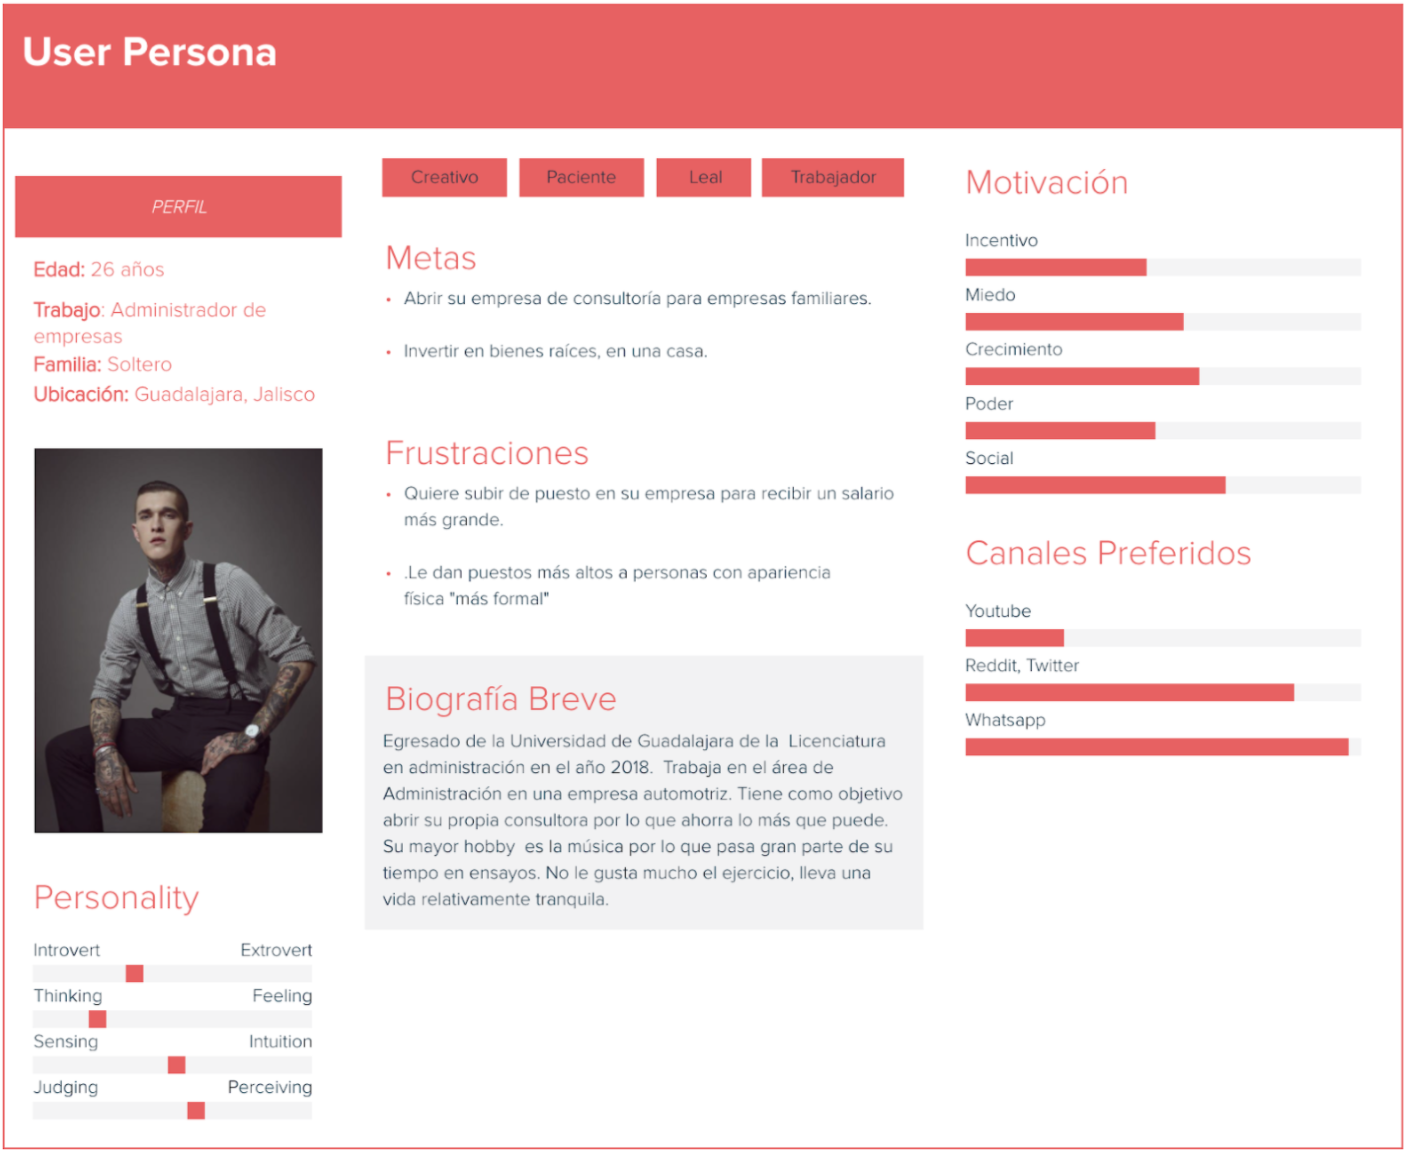 User Persona
PERFIL
Edad: 26 años
Trabajo: Administrador de
empresas
Familia: Soltero
Ubicación: Guadalajara, Jalisco
Personality
Introvert Extrovert
Thinking Feeling
Sensing Intuition
Judging Perceiving
Creativo Paciente Leal Trabajador
Metas
• Abrir su empresa de consultoría para empresas familiares.
• Invertir en bienes raíces, en una casa.
Frustraciones
• Quiere subir de puesto en su empresa para recibir un salario
más grande.
• .Le dan puestos más altos a personas con apariencia
física "más formal"
Biografía Breve
Egresado de la Universidad de Guadalajara de la  Licenciatura
en administración en el año 2018.  Trabaja en el área de
Administración en una empresa automotriz. Tiene como objetivo
abrir su propia consultora por lo que ahorra lo más que puede.
Su mayor hobby  es la música por lo que pasa gran parte de su
tiempo en ensayos. No le gusta mucho el ejercicio, lleva una
vida relativamente tranquila.
Motivación
Incentivo
Miedo
Crecimiento
Poder
Social
Canales Preferidos
Youtube
Reddit, Twitter
Whatsapp